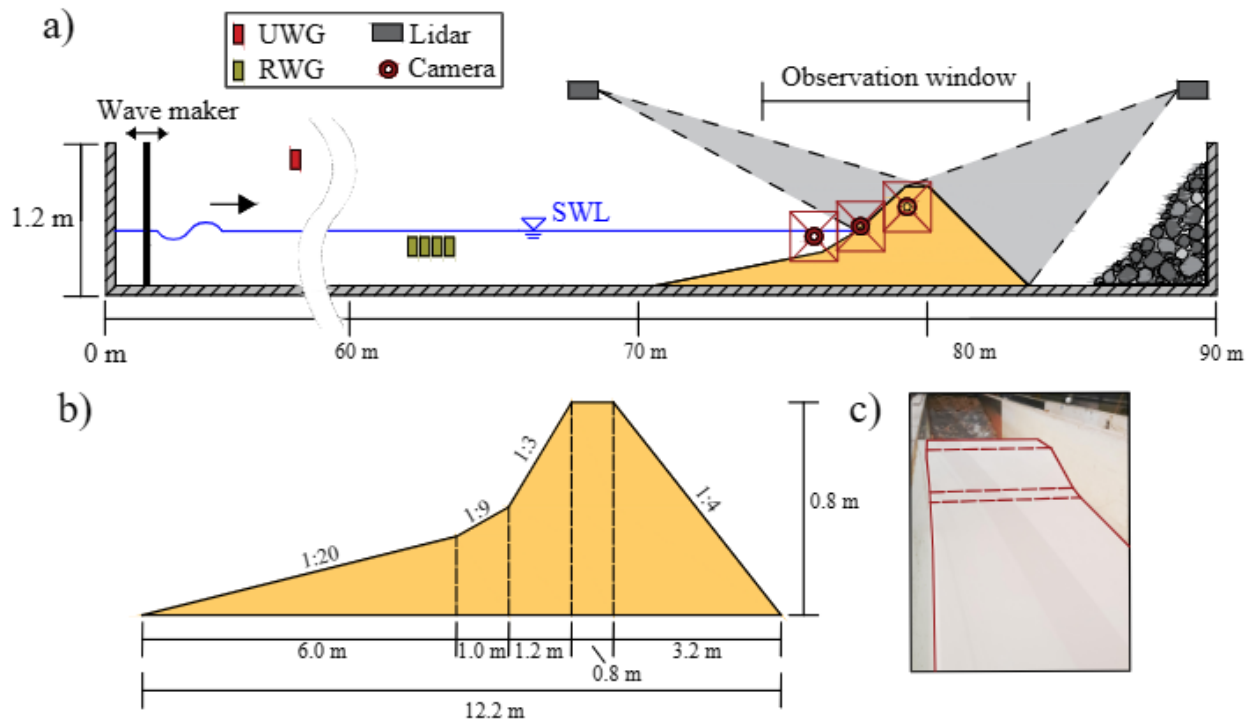 a)
UWG
Lidar
RWG
Camera
Observation window
Wave maker
1.2 m
SWL
0 m
60 m
70 m
80 m
90 m
b)
c)
1:3
1:9
1:4
1:20
0.8 m
6.0 m
1.0 m
1.2 m
0.8 m
3.2 m
12.2 m